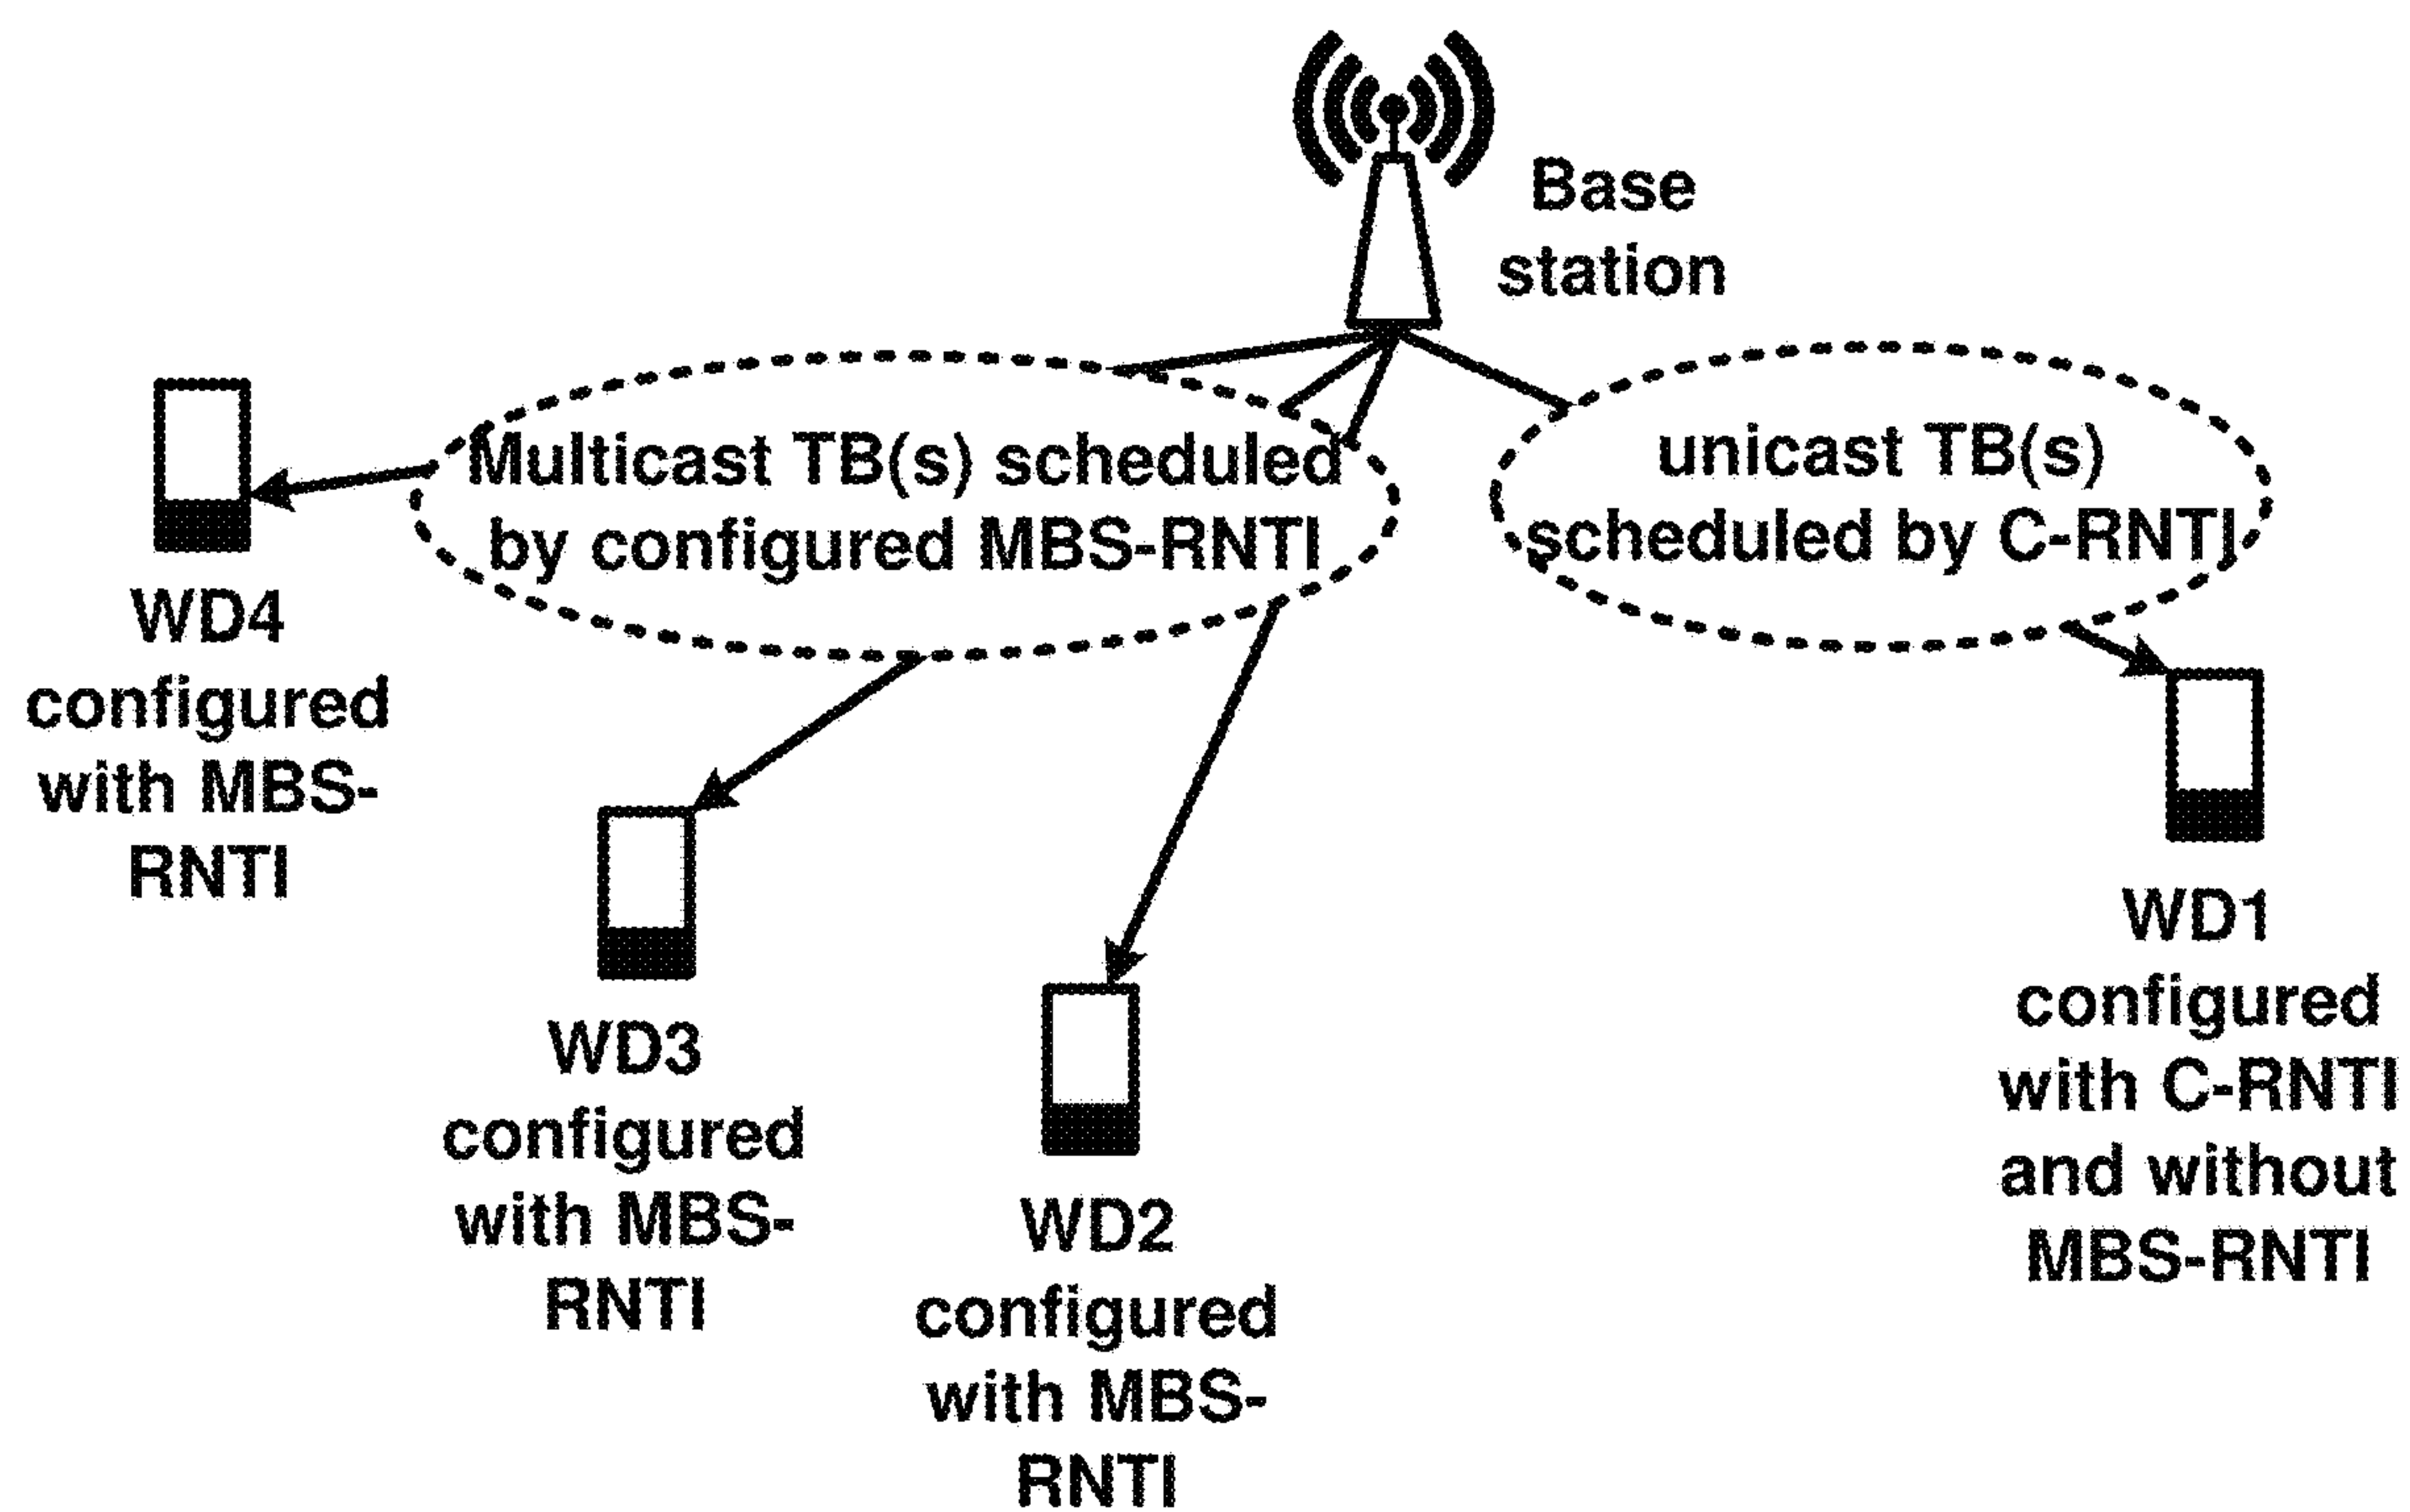 Base
station
Multicast TB(s) scheduled
by configured MBS-RNTI
unicast TB(s)
scheduled by C-RNTI
WD4
configured
with MBS-
RNTI
WD3
configured
with MBS-
RNTI
WD2
configured
with MBS-
RNTI
WD1
configured
with C-RNTI
and without
MBS-RNTI